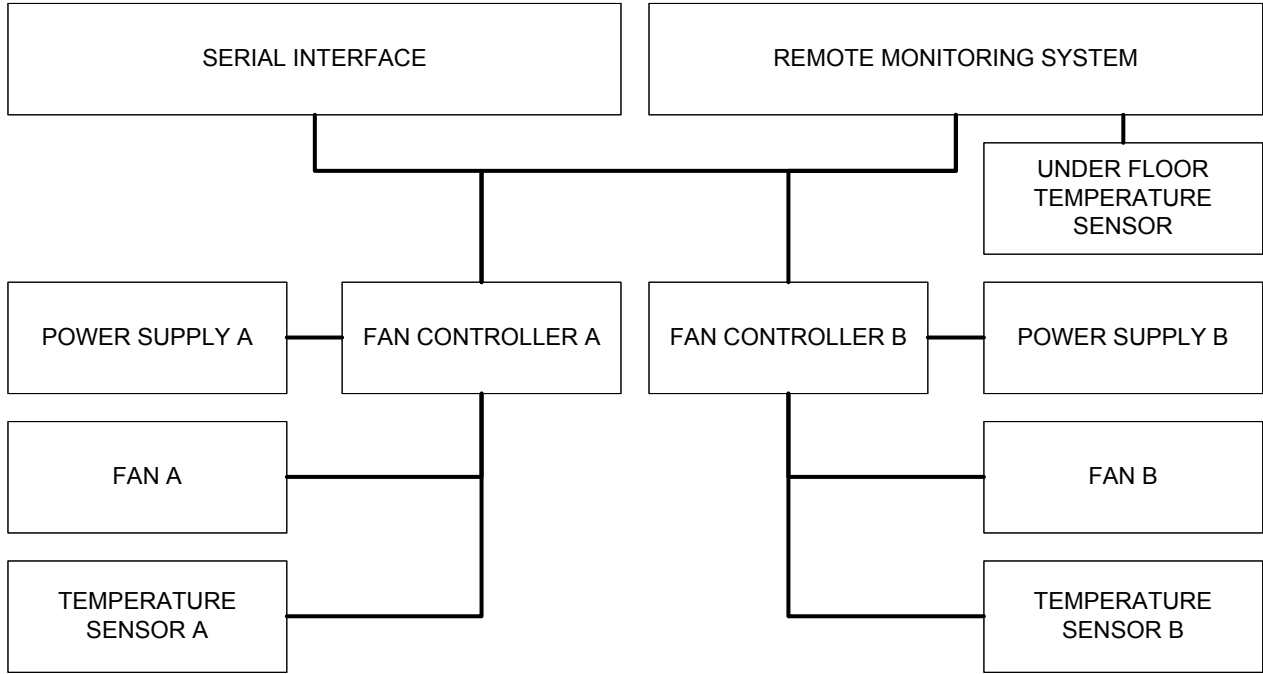 SERIAL INTERFACE
REMOTE MONITORING SYSTEM
UNDER FLOOR
TEMPERATURE
SENSOR
POWER SUPPLY A
FAN CONTROLLER A
FAN CONTROLLER B
POWER SUPPLY B
FAN A
FAN B
TEMPERATURE
SENSOR A
TEMPERATURE
SENSOR B